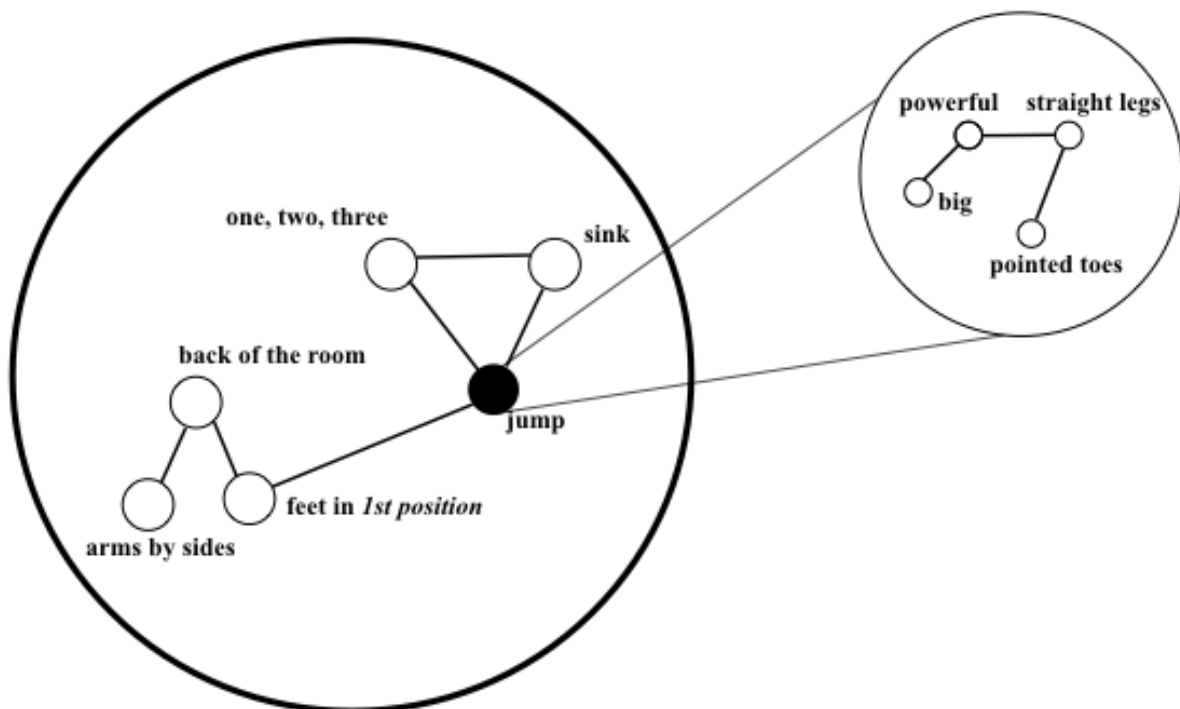 powerful
straight legs
big
pointed toes
one, two, three
sink
back of the room
jump
feet in 1st position
arms by sides